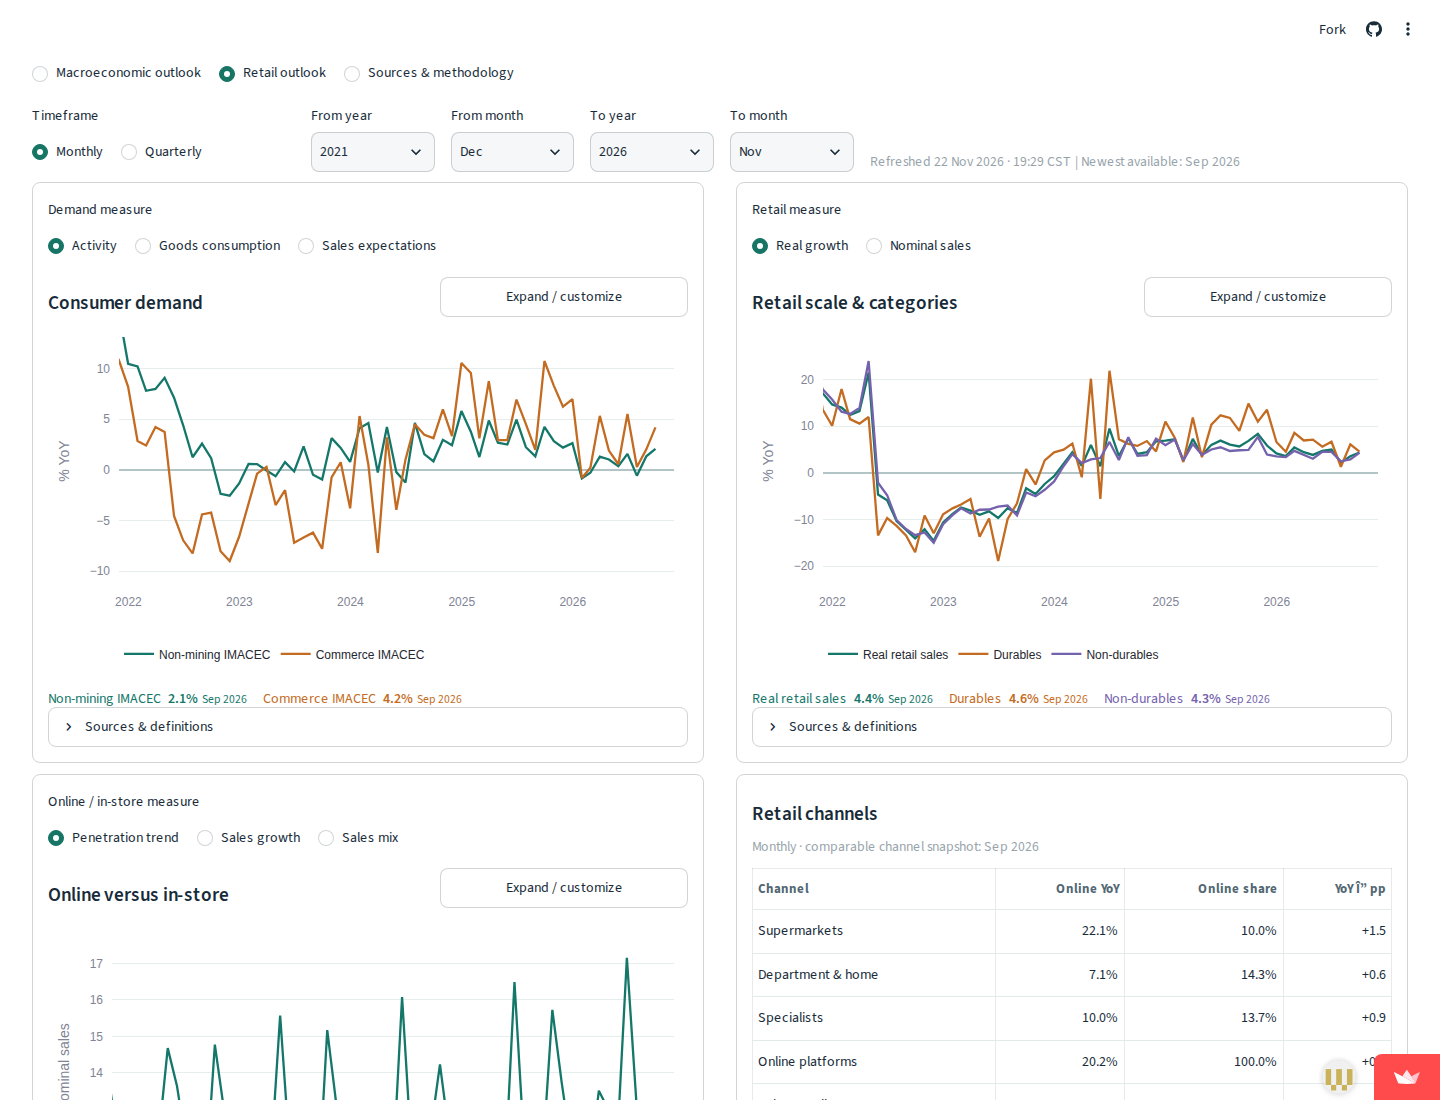 Fork
Macroeconomic outlook Retail outlook Sources & methodology
Timeframe From year From month To year To month
Monthly Quarterly 2021 Dec 2026 Nov
Refreshed 22 Nov 2026 · 19:29 CST | Newest available: Sep 2026
Demand measure
Activity Goods consumption Sales expectations
Consumer demand Expand / customize
% YoY
10
5
0
−5
−10
2022 2023 2024 2025 2026
Non-mining IMACEC Commerce IMACEC
Non-mining IMACEC 2.1% Sep 2026 Commerce IMACEC 4.2% Sep 2026
Sources & definitions
Retail measure
Real growth Nominal sales
Retail scale & categories Expand / customize
% YoY
20
10
0
−10
−20
2022 2023 2024 2025 2026
Real retail sales Durables Non-durables
Real retail sales 4.4% Sep 2026 Durables 4.6% Sep 2026 Non-durables 4.3% Sep 2026
Sources & definitions
Online / in-store measure
Penetration trend Sales growth Sales mix
Online versus in-store Expand / customize
17
16
15
14
sales
Retail channels
Monthly · comparable channel snapshot: Sep 2026
Channel Online YoY Online share YoY Î” pp
Supermarkets 22.1% 10.0% +1.5
Department & home 7.1% 14.3% +0.6
Specialists 10.0% 13.7% +0.9
Online platforms 20.2% 100.0%